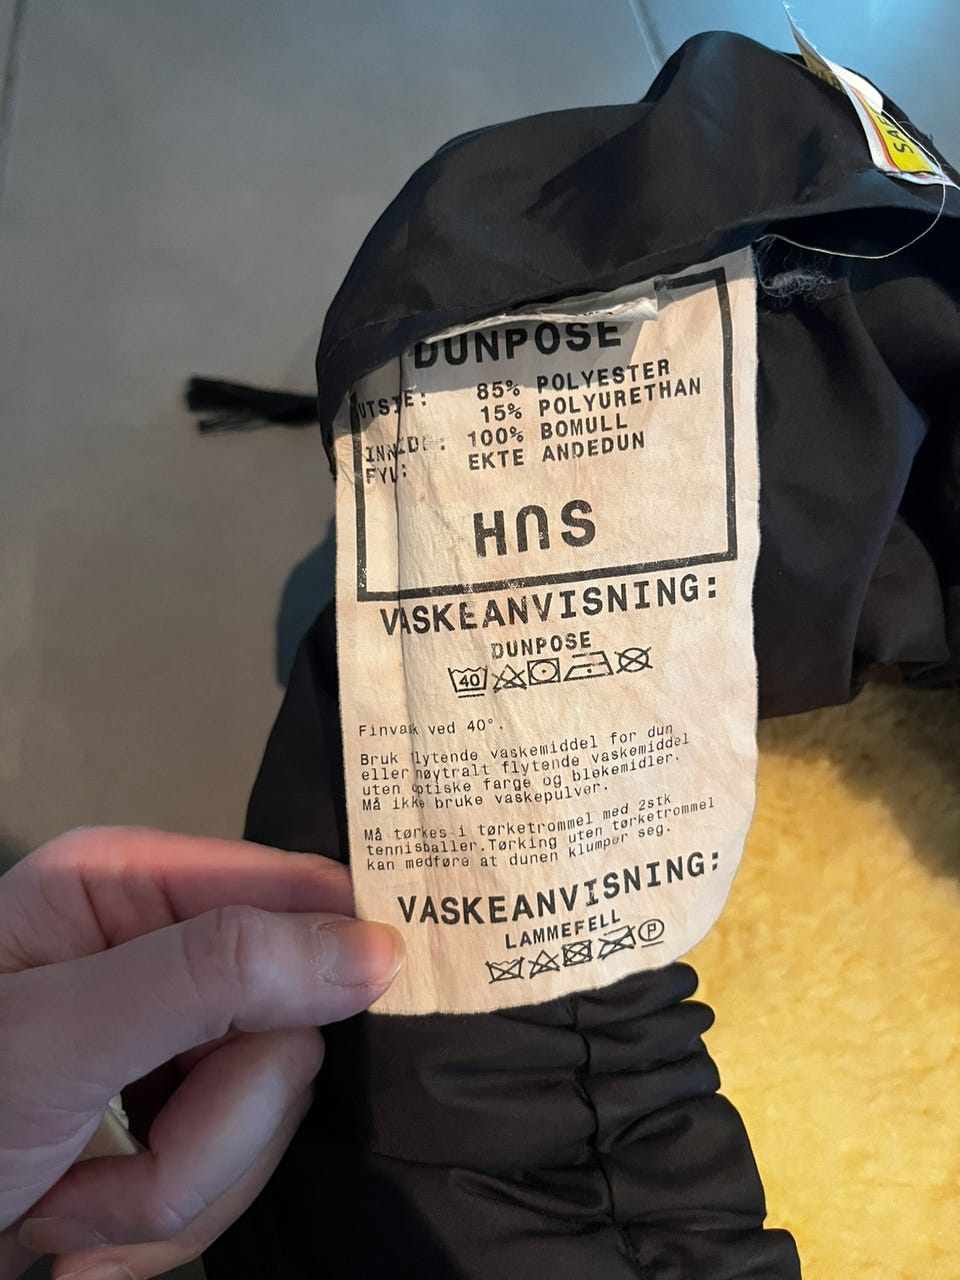 DUNPOSE
UTSIDE: 85% POLYESTER
15% POLYURETHAN
INNSIDE: 100% BOMULL
FYLL: EKTE ANDEDUN
HUS
VASKEANVISNING:
DUNPOSE
40
Finvask ved 40°.
Bruk flytende vaskemiddel for dun
eller nøytralt flytende vaskemiddel
uten optiske farge og blekemidler.
Må ikke bruke vaskepulver.
Må tørkes i tørketrommel med 2stk
tennisballer.Tørking uten tørketrommel
kan medføre at dunen klumper seg.
VASKEANVISNING:
LAMMEFELL
P